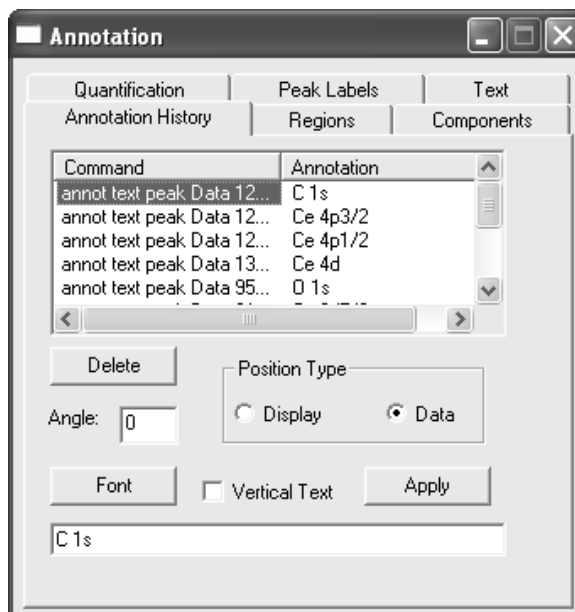 Annotation
Quantification Peak Labels Text
Annotation History Regions Components
Command Annotation
annot text peak Data 12... C 1s
annot text peak Data 12... Ce 4p3/2
annot text peak Data 12... Ce 4p1/2
annot text peak Data 13... Ce 4d
annot text peak Data 95... O 1s
Delete Position Type
Angle: 0 Display Data
Font Vertical Text Apply
C 1s